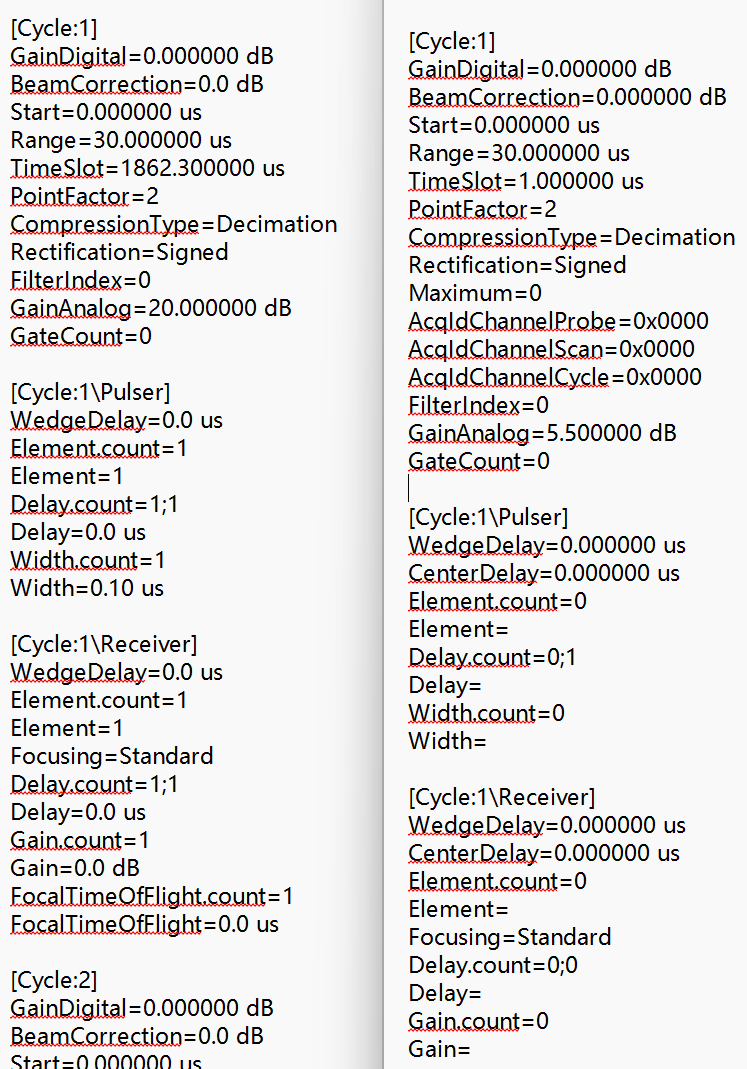 [Cycle:1]
GainDigital=0.000000 dB
BeamCorrection=0.0 dB
Start=0.000000 us
Range=30.000000 us
TimeSlot=1862.300000 us
PointFactor=2
CompressionType=Decimation
Rectification=Signed
FilterIndex=0
GainAnalog=20.000000 dB
GateCount=0

[Cycle:1\Pulser]
WedgeDelay=0.0 us
Element.count=1
Element=1
Delay.count=1;1
Delay=0.0 us
Width.count=1
Width=0.10 us

[Cycle:1\Receiver]
WedgeDelay=0.0 us
Element.count=1
Element=1
Focusing=Standard
Delay.count=1;1
Delay=0.0 us
Gain.count=1
Gain=0.0 dB
FocalTimeOfFlight.count=1
FocalTimeOfFlight=0.0 us

[Cycle:2]
GainDigital=0.000000 dB
BeamCorrection=0.0 dB
Start=0.000000 us

[Cycle:1]
GainDigital=0.000000 dB
BeamCorrection=0.000000 dB
Start=0.000000 us
Range=30.000000 us
TimeSlot=1.000000 us
PointFactor=2
CompressionType=Decimation
Rectification=Signed
Maximum=0
AcqIdChannelProbe=0x0000
AcqIdChannelScan=0x0000
AcqIdChannelCycle=0x0000
FilterIndex=0
GainAnalog=5.500000 dB
GateCount=0

[Cycle:1\Pulser]
WedgeDelay=0.000000 us
CenterDelay=0.000000 us
Element.count=0
Element=
Delay.count=0;1
Delay=
Width.count=0
Width=

[Cycle:1\Receiver]
WedgeDelay=0.000000 us
CenterDelay=0.000000 us
Element.count=0
Element=
Focusing=Standard
Delay.count=0;0
Delay=
Gain.count=0
Gain=